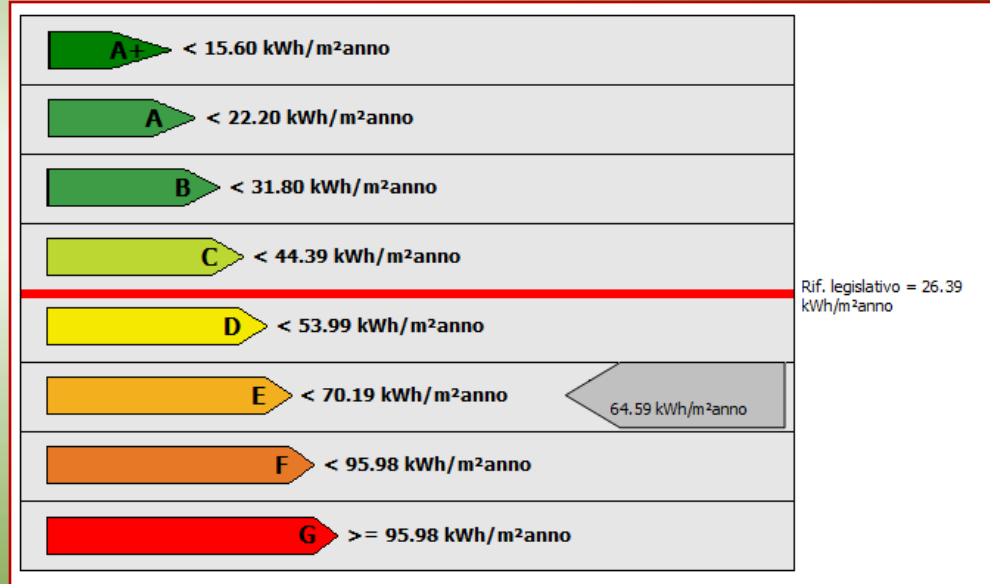 A+ < 15.60 kWh/m²anno
A < 22.20 kWh/m²anno
B < 31.80 kWh/m²anno
C < 44.39 kWh/m²anno
Rif. legislativo = 26.39
kWh/m²anno
D < 53.99 kWh/m²anno
E < 70.19 kWh/m²anno
64.59 kWh/m²anno
F < 95.98 kWh/m²anno
G >= 95.98 kWh/m²anno